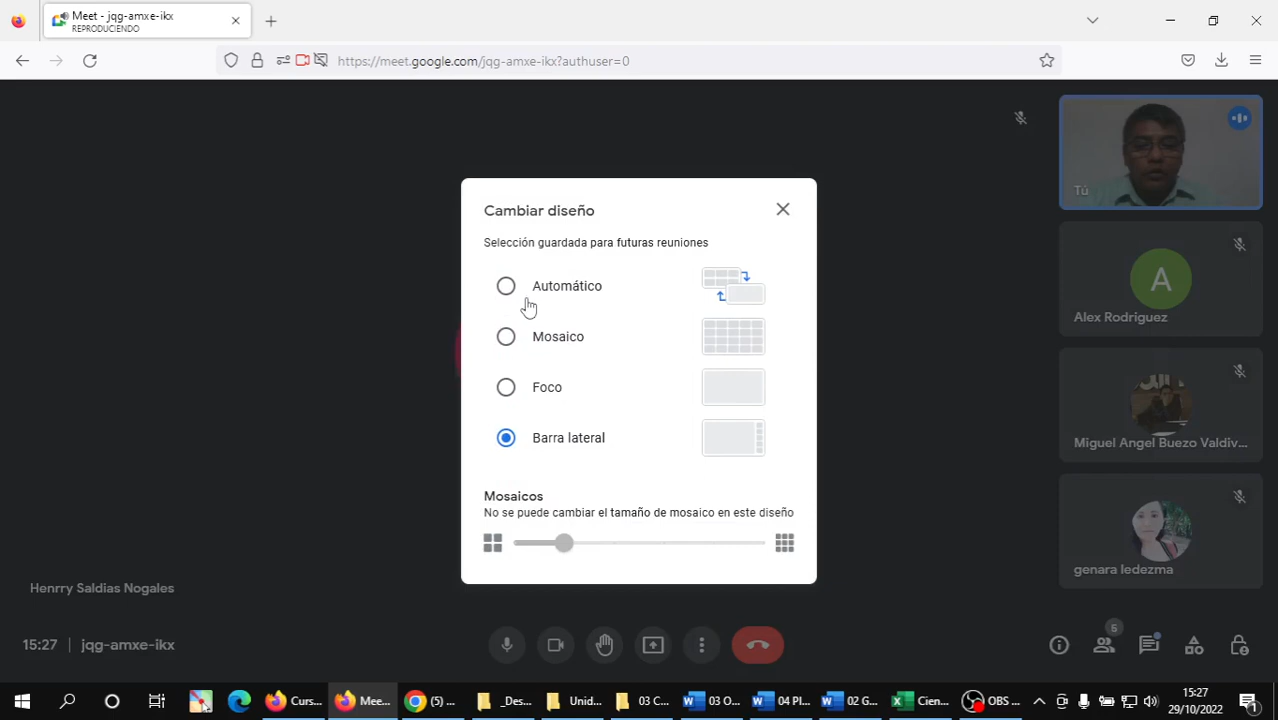 Meet - jqg-amxe-ikx
REPRODUCIENDO
https://meet.google.com/jqg-amxe-ikx?authuser=0
Cambiar diseño
Selección guardada para futuras reuniones
Automático
Mosaico
Foco
Barra lateral
Mosaicos
No se puede cambiar el tamaño de mosaico en este diseño
Tú
A
Alex Rodriguez
Miguel Angel Buezo Valdiv...
genara ledezma
Henrry Saldias Nogales
15:27 | jqg-amxe-ikx
5
Curs... Mee... (5) ... _Des... Unid... 03 C... 03 O... 04 Pl... 02 G... Cien... OBS ...
15:27
29/10/2022
1